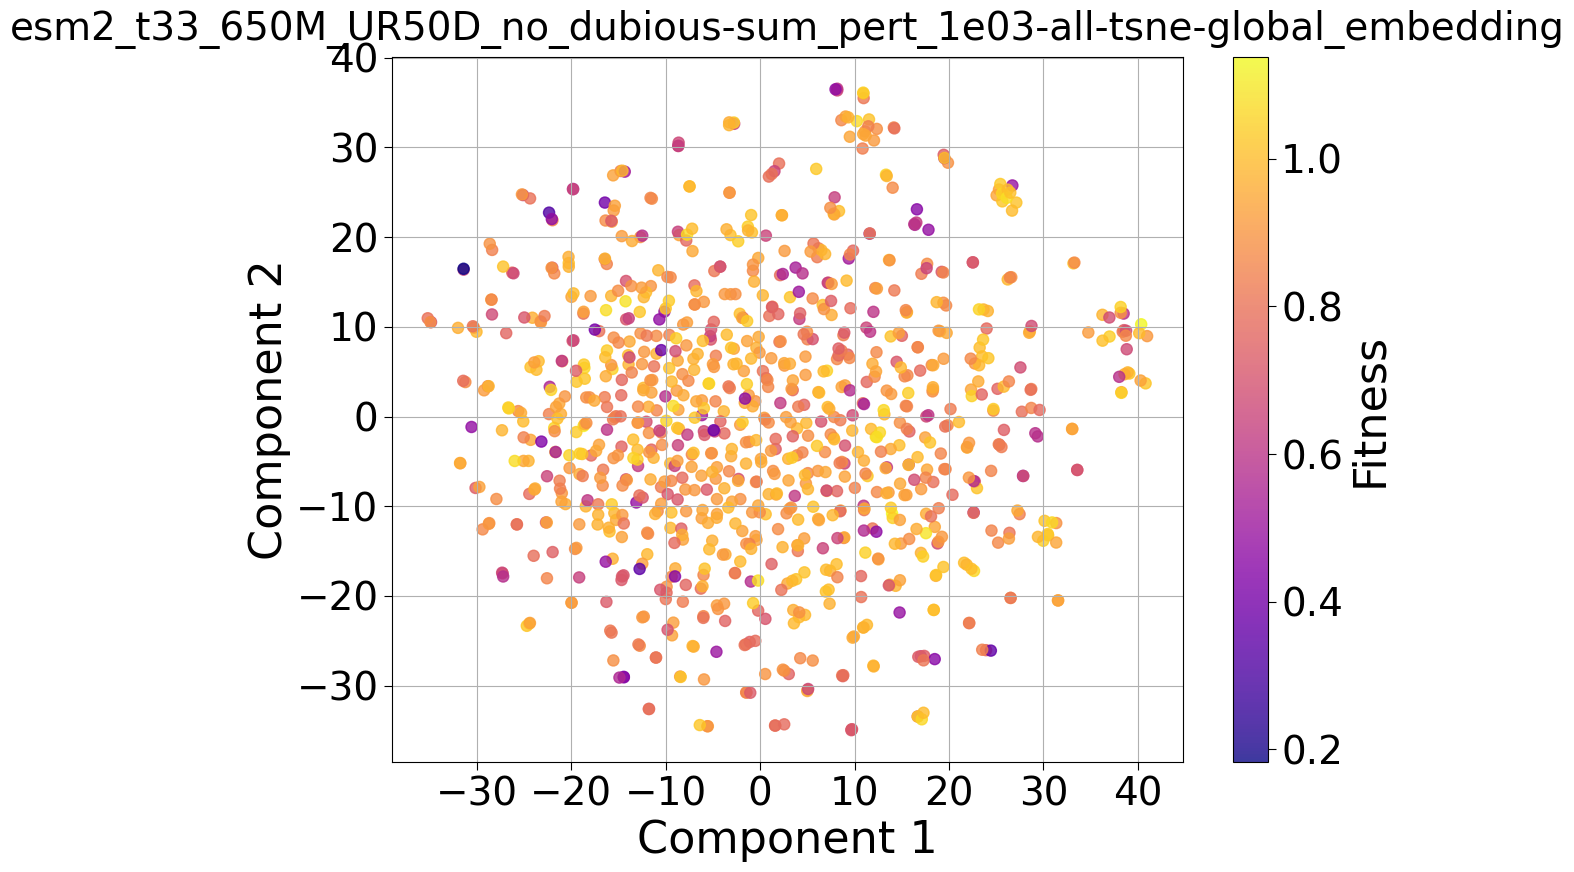 esm2_t33_650M_UR50D_no_dubious-sum_pert_1e03-all-tsne-global_embedding
40
30
20
10
0
−10
−20
−30
Component 2
−30 −20 −10 0 10 20 30 40
Component 1
1.0
0.8
0.6
0.4
0.2
Fitness